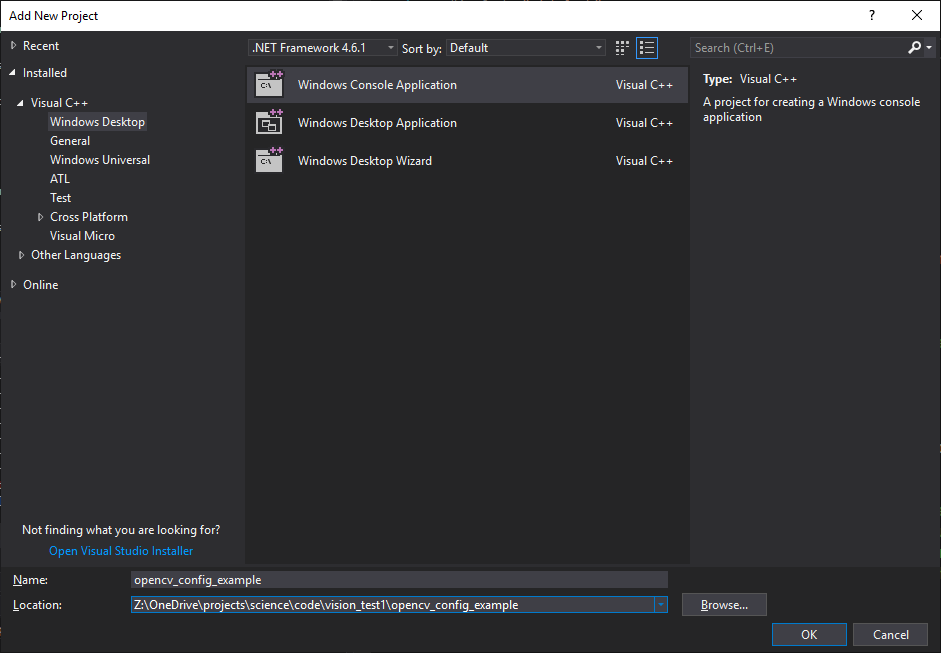 Add New Project
?
Recent
.NET Framework 4.6.1
Sort by:
Default
Search (Ctrl+E)
Installed
Visual C++
Windows Desktop
General
Windows Universal
ATL
Test
Cross Platform
Visual Micro
Other Languages
Online
Windows Console Application
Visual C++
Windows Desktop Application
Visual C++
Windows Desktop Wizard
Visual C++
Type: Visual C++
A project for creating a Windows console
application
Not finding what you are looking for?
Open Visual Studio Installer
Name:
opencv_config_example
Location:
Z:\OneDrive\projects\science\code\vision_test1\opencv_config_example
Browse...
OK
Cancel